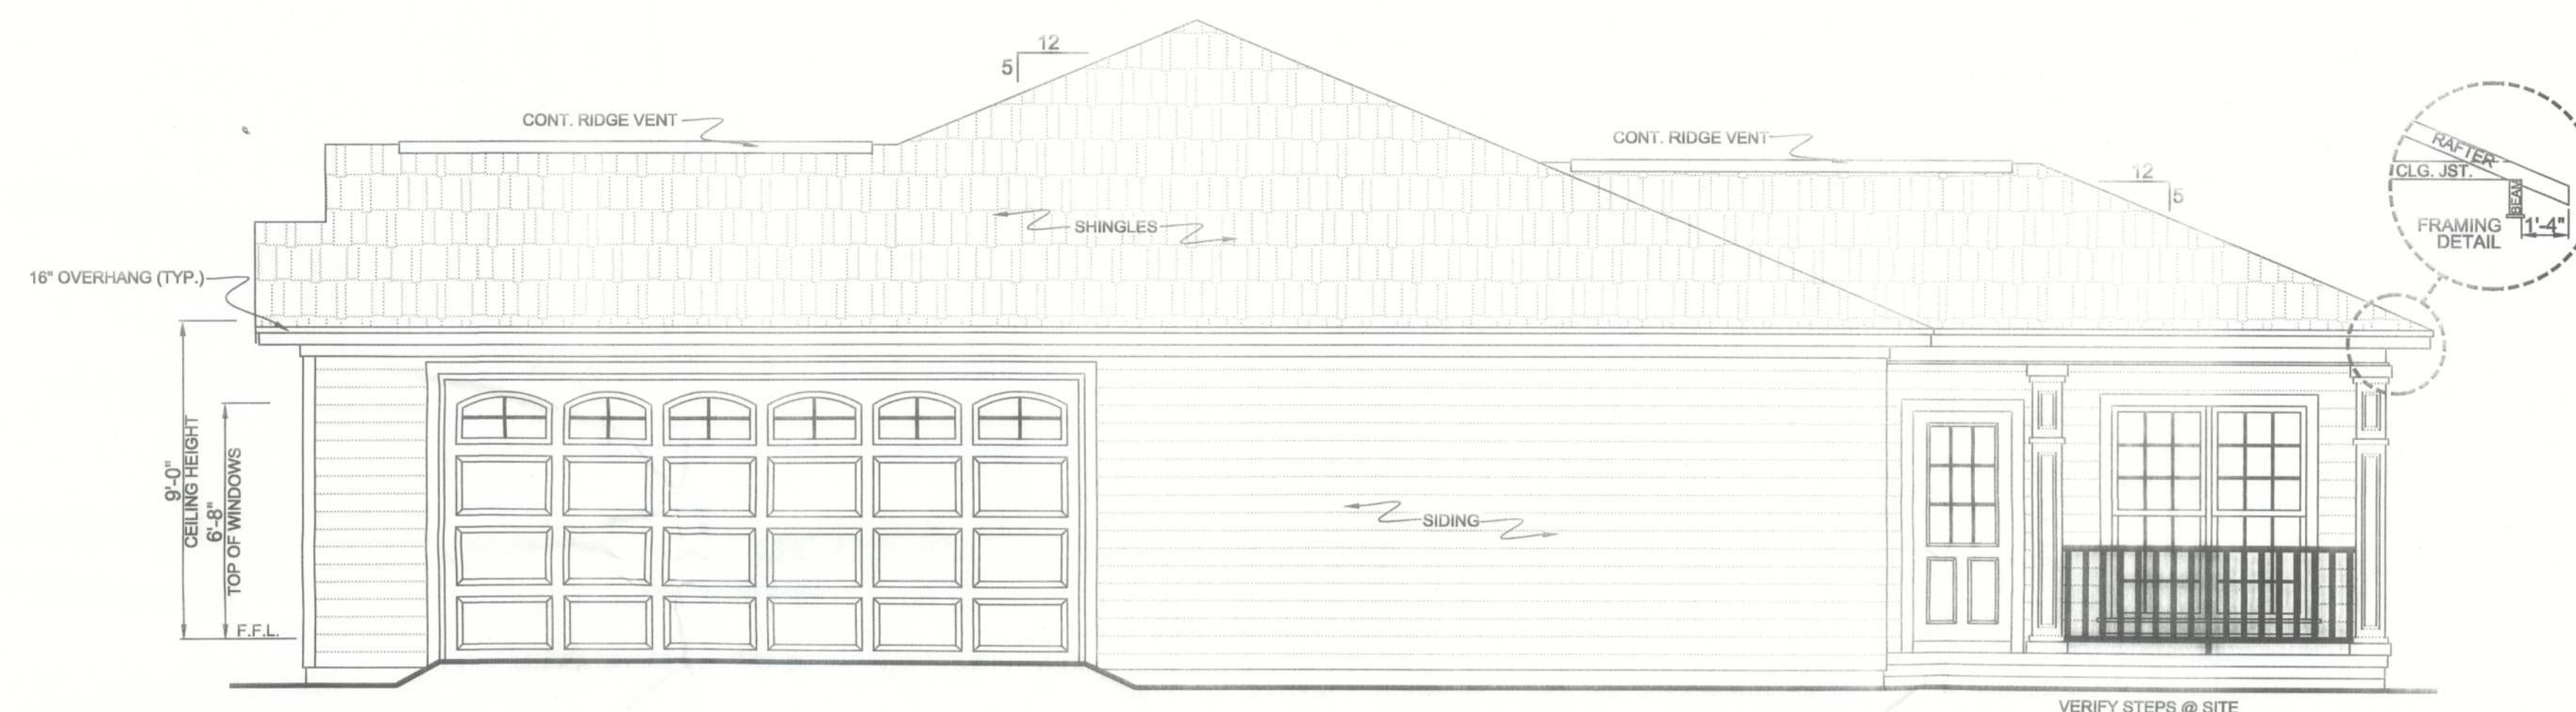 12
5
CONT. RIDGE VENT
CONT. RIDGE VENT
12
5
RAFTER
CLG. JST.
BEAM
FRAMING
DETAIL
1'-4"
SHINGLES
16" OVERHANG (TYP.)
9'-0"
CEILING HEIGHT
6'-8"
TOP OF WINDOWS
F.F.L.
SIDING
VERIFY STEPS @ SITE